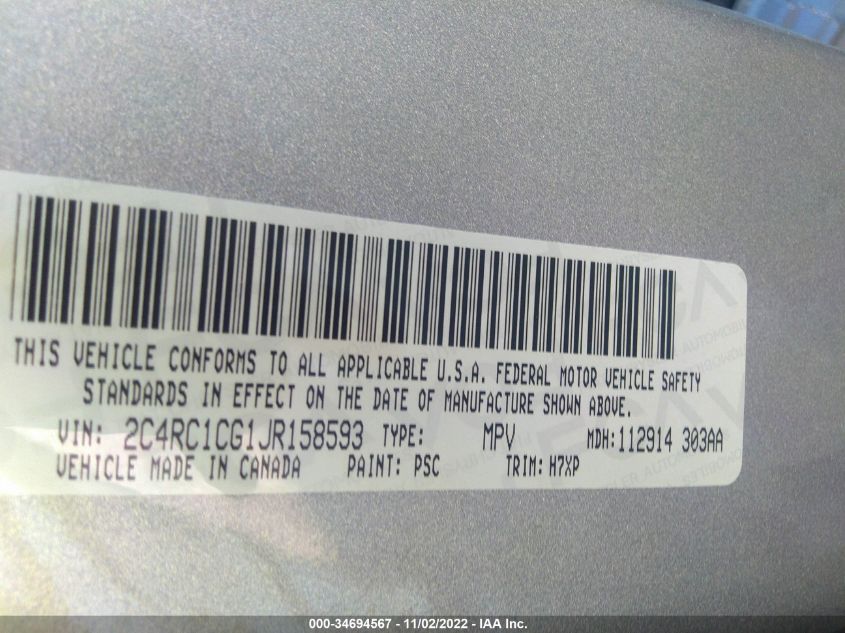 THIS VEHICLE CONFORMS TO ALL APPLICABLE U.S.A. FEDERAL MOTOR VEHICLE SAFETY
STANDARDS IN EFFECT ON THE DATE OF MANUFACTURE SHOWN ABOVE.
VIN: 2C4RC1CG1JR158593 TYPE: MPV MDH:112914 303AA
VEHICLE MADE IN CANADA PAINT: PSC TRIM: H7XP
000-34694567 - 11/02/2022 - IAA Inc.